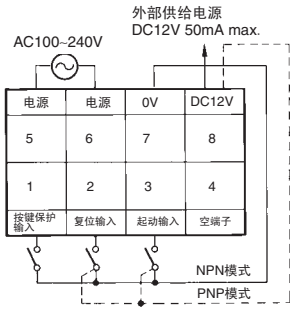 外部供给电源
DC12V 50mA max.
AC100~240V
电源 电源 0V DC12V
5 6 7 8
1 2 3 4
按键保护
输入 复位输入 起动输入 空端子
NPN模式
PNP模式